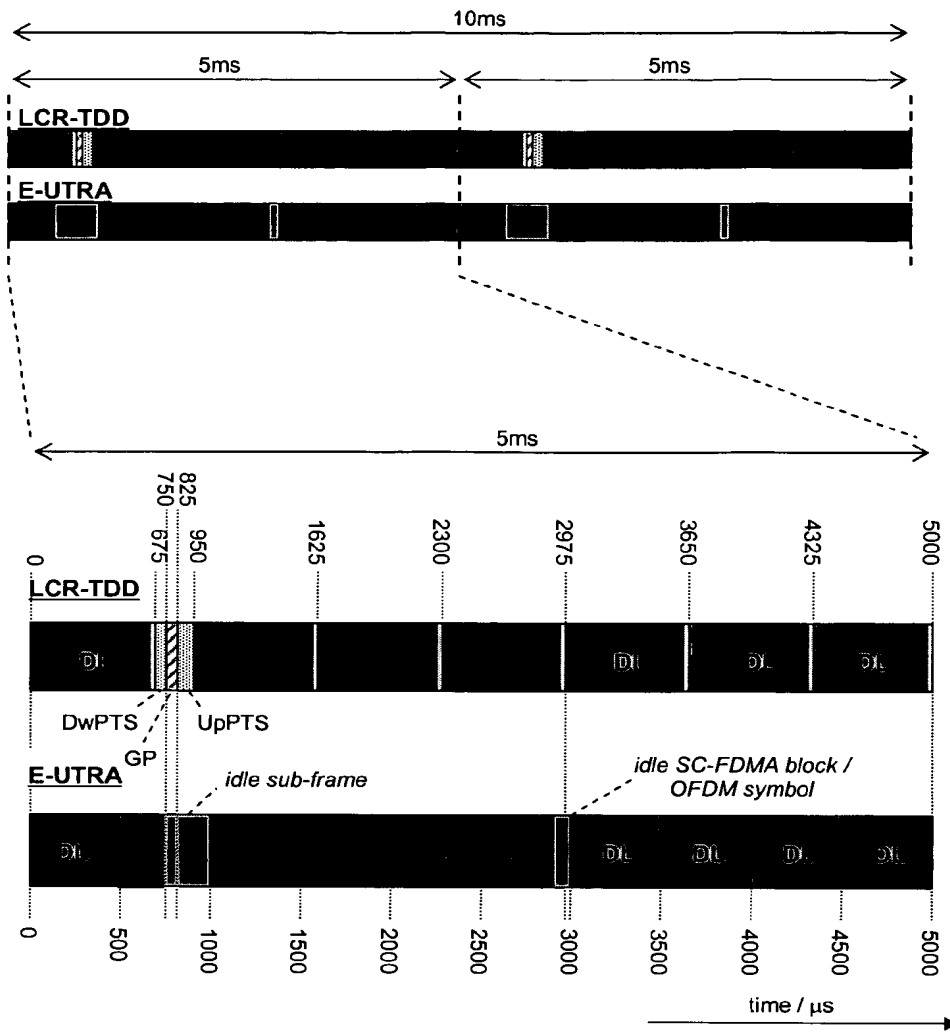 10ms
5ms 5ms
LCR-TDD
E-UTRA
5ms
0 675 750 825 950 1625 2300 2975 3650 4325 5000
LCR-TDD
DL DL DL DL
DwPTS
GP
UpPTS
E-UTRA
idle sub-frame
idle SC-FDMA block /
OFDM symbol
DL DL DL DL DL
0 500 1000 1500 2000 2500 3000 3500 4000 4500 5000
time / µs